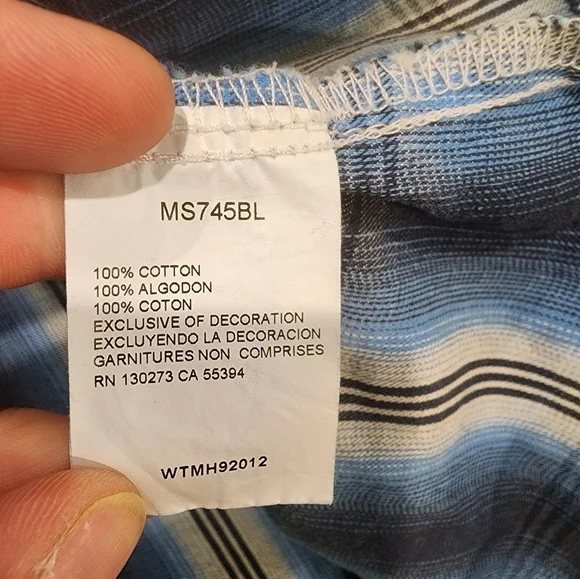 MS745BL
100% COTTON
100% ALGODON
100% COTON
EXCLUSIVE OF DECORATION
EXCLUYENDO LA DECORACION
GARNITURES NON COMPRISES
RN 130273 CA 55394
WTMH92012